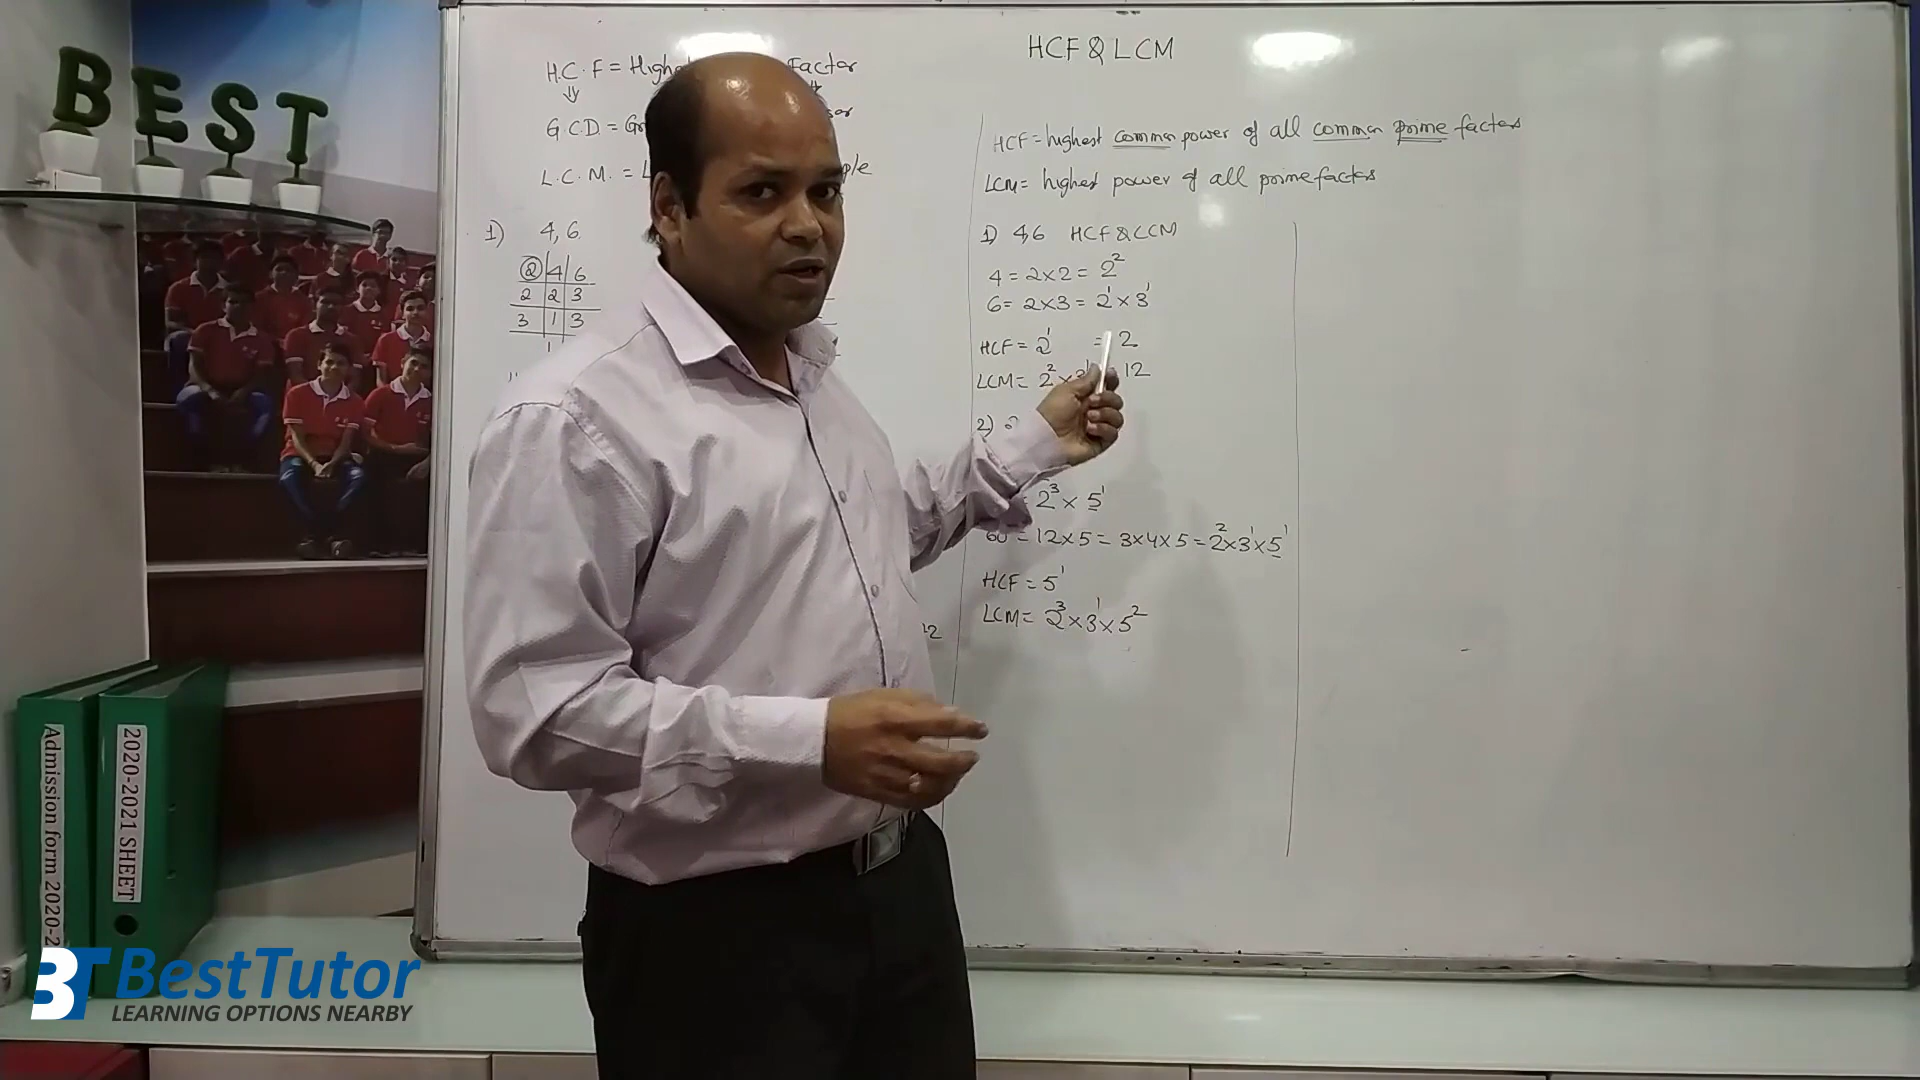 BEST
HCF & LCM
H.C.F = Factor
G.C.D. =
L.C.M. =
1) 4, 6
2 4 6
2 2 3
3 1 3
HCF = highest common power of all common prime factors
LCM = highest power of all prime factors
1) 4,6 HCF & LCM
4 = 2×2 = 2²
6 = 2×3 = 2¹ × 3¹
HCF = 2¹ = 2
LCM = 2² × 3¹ 12
2)
= 2³ × 5¹
60 = 12×5 = 3×4×5 = 2²×3¹×5¹
HCF = 5¹
LCM = 2³×3¹×5²
Admission form 2020-2
2020-2021 SHEET
BT BestTutor
LEARNING OPTIONS NEARBY